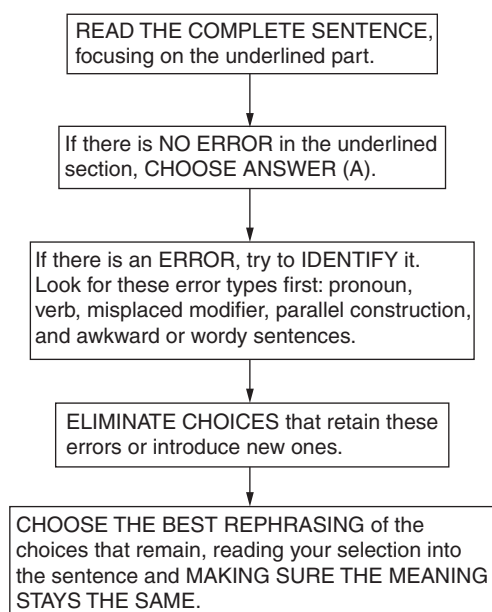 READ THE COMPLETE SENTENCE,
focusing on the underlined part.
If there is NO ERROR in the underlined
section, CHOOSE ANSWER (A).
If there is an ERROR, try to IDENTIFY it.
Look for these error types first: pronoun,
verb, misplaced modifier, parallel construction,
and awkward or wordy sentences.
ELIMINATE CHOICES that retain these
errors or introduce new ones.
CHOOSE THE BEST REPHRASING of the
choices that remain, reading your selection into
the sentence and MAKING SURE THE MEANING
STAYS THE SAME.